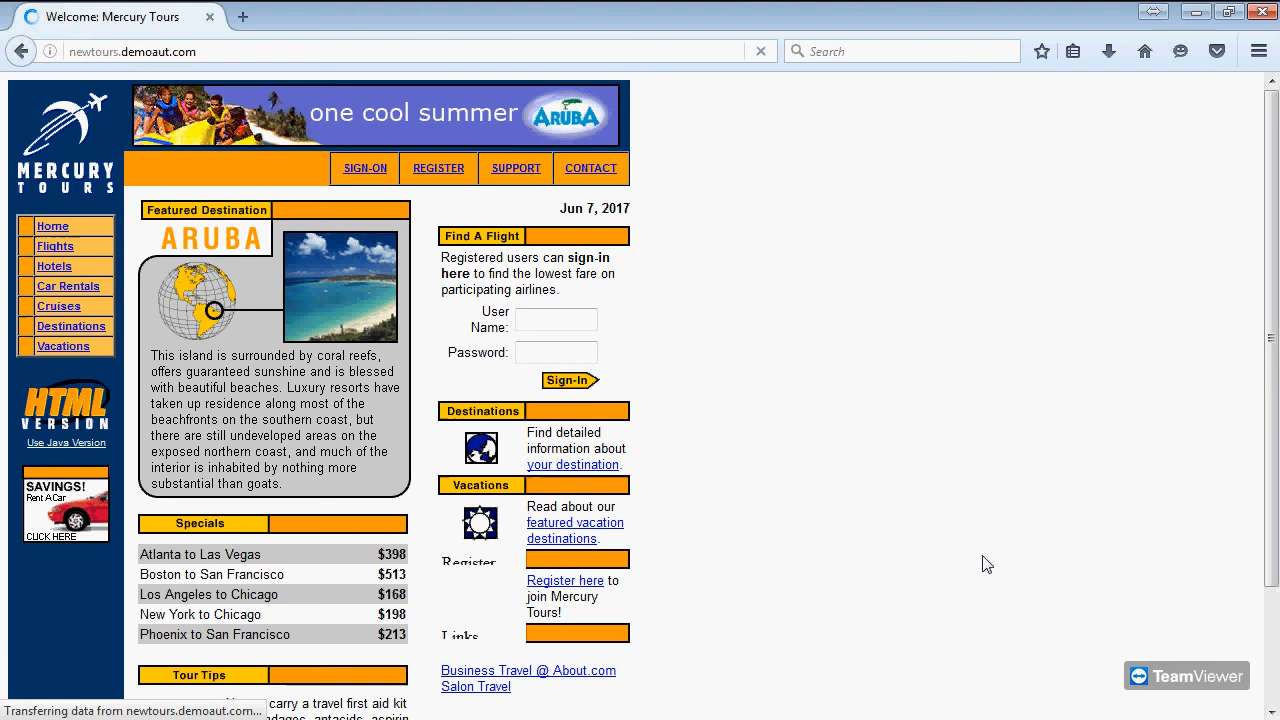 Welcome: Mercury Tours
newtours.demoaut.com
Search
one cool summer
ARUBA
MERCURY
TOURS
SIGN-ON
REGISTER
SUPPORT
CONTACT
Home
Flights
Hotels
Car Rentals
Cruises
Destinations
Vacations
HTML
VERSION
Use Java Version
SAVINGS!
Rent A Car
CLICK HERE
Featured Destination
ARUBA
This island is surrounded by coral reefs,
offers guaranteed sunshine and is blessed
with beautiful beaches. Luxury resorts have
taken up residence along most of the
beachfronts on the southern coast, but
there are still undeveloped areas on the
exposed northern coast, and much of the
interior is inhabited by nothing more
substantial than goats.
Specials
Atlanta to Las Vegas $398
Boston to San Francisco $513
Los Angeles to Chicago $168
New York to Chicago $198
Phoenix to San Francisco $213
Tour Tips
carry a travel first aid kit
antacids, aspirin
Jun 7, 2017
Find A Flight
Registered users can sign-in
here to find the lowest fare on
participating airlines.
User
Name:
Password:
Sign-In
Destinations
Find detailed
information about
your destination.
Vacations
Read about our
featured vacation
destinations.
Register
Register here to
join Mercury
Tours!
Links
Business Travel @ About.com
Salon Travel
TeamViewer
Transferring data from newtours.demoaut.com...